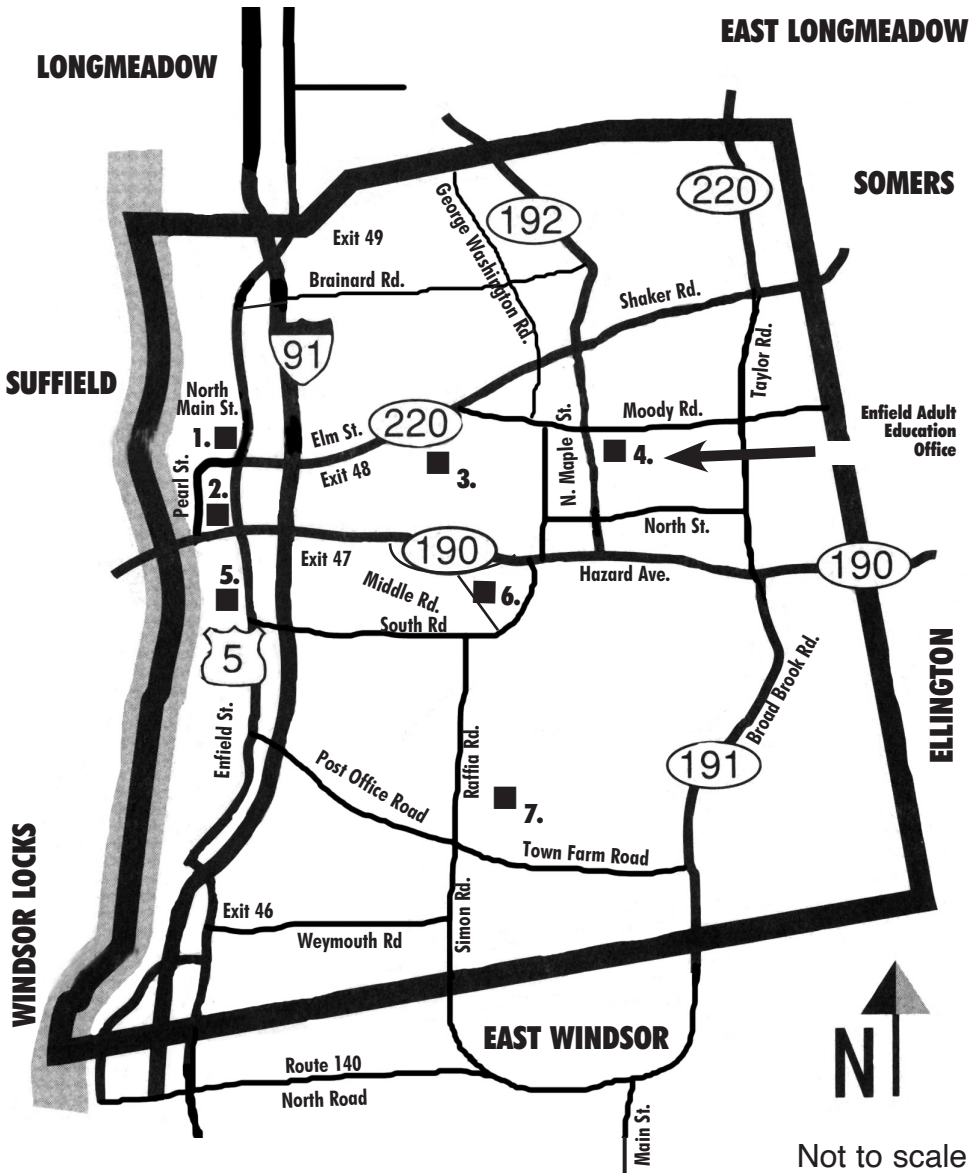 EAST LONGMEADOW
LONGMEADOW
SOMERS
220
192
George Washington Rd.
Exit 49
Brainard Rd.
Shaker Rd.
91
Taylor Rd.
SUFFIELD
North
Main St.
220
Moody Rd.
Enfield Adult
Education
Office
1.
Elm St.
Exit 48
3.
N. Maple St.
4.
Pearl St.
2.
North St.
190
Exit 47
Hazard Ave.
190
5.
Middle Rd.
6.
South Rd
5
Enfield St.
Broad Brook Rd.
ELLINGTON
Raffia Rd.
Post Office Road
191
7.
Town Farm Road
WINDSOR LOCKS
Exit 46
Weymouth Rd
Simon Rd.
EAST WINDSOR
Route 140
North Road
Main St.
N
Not to scale